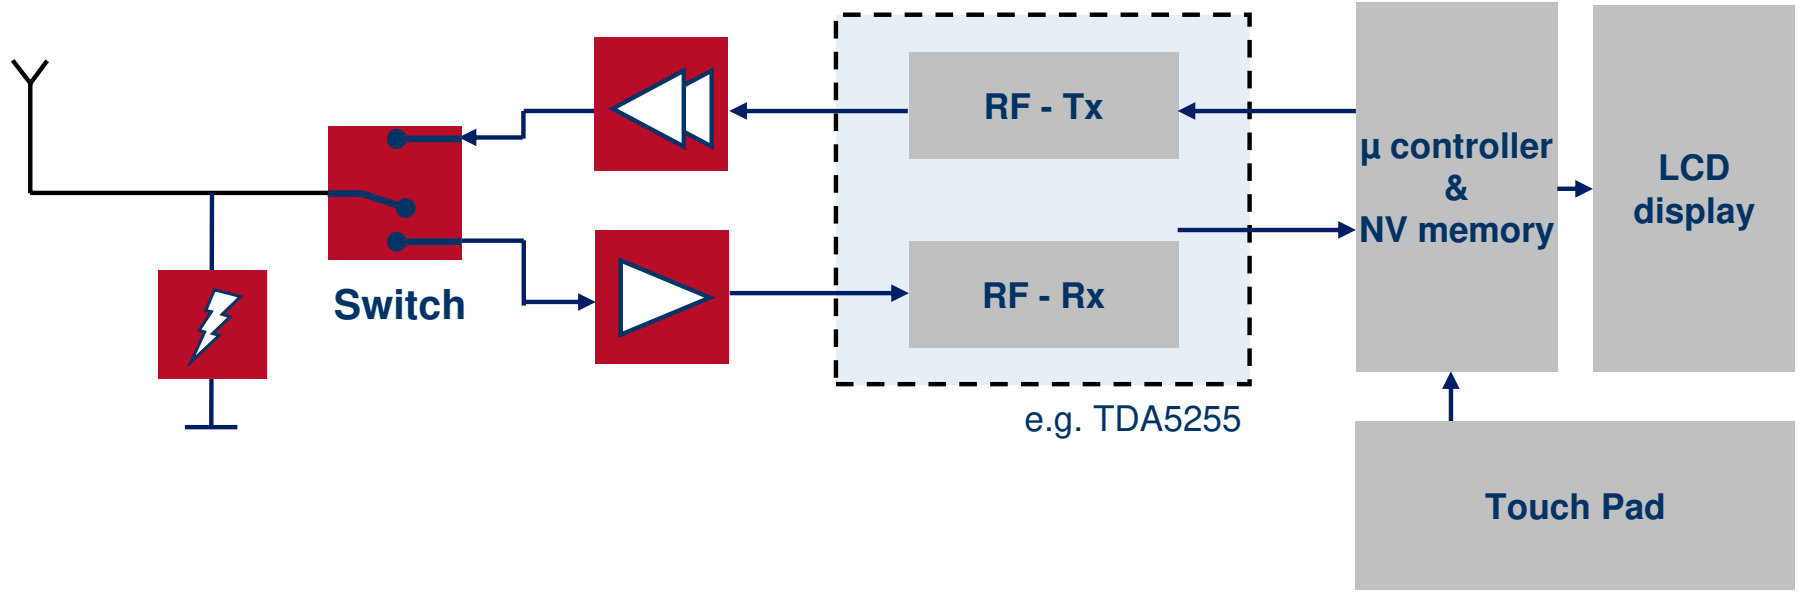 RF - Tx
µ controller
&
NV memory
LCD
display
Switch
RF - Rx
e.g. TDA5255
Touch Pad